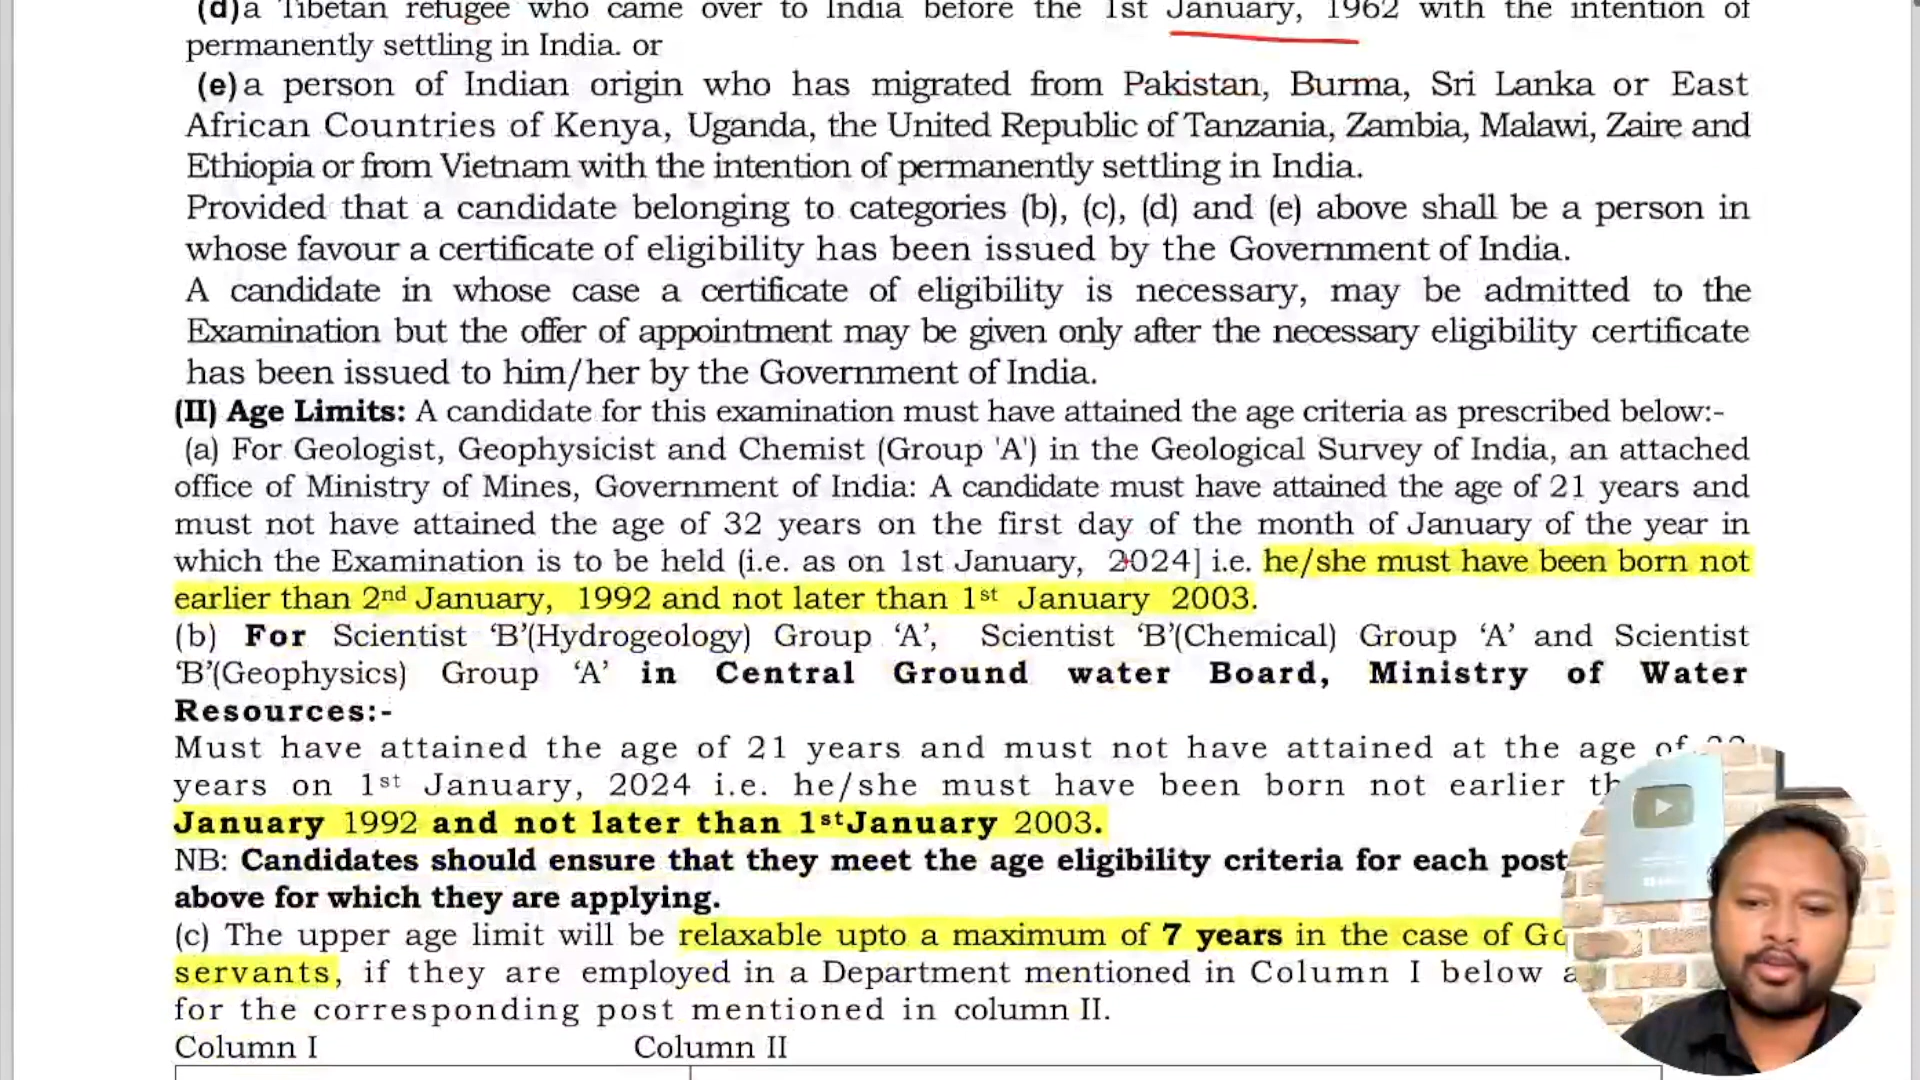 (d)a Tibetan refugee who came over to India before the 1st January, 1962 with the intention of
permanently settling in India. or
(e)a person of Indian origin who has migrated from Pakistan, Burma, Sri Lanka or East
African Countries of Kenya, Uganda, the United Republic of Tanzania, Zambia, Malawi, Zaire and
Ethiopia or from Vietnam with the intention of permanently settling in India.
Provided that a candidate belonging to categories (b), (c), (d) and (e) above shall be a person in
whose favour a certificate of eligibility has been issued by the Government of India.
A candidate in whose case a certificate of eligibility is necessary, may be admitted to the
Examination but the offer of appointment may be given only after the necessary eligibility certificate
has been issued to him/her by the Government of India.
(II) Age Limits: A candidate for this examination must have attained the age criteria as prescribed below:-
(a) For Geologist, Geophysicist and Chemist (Group 'A') in the Geological Survey of India, an attached
office of Ministry of Mines, Government of India: A candidate must have attained the age of 21 years and
must not have attained the age of 32 years on the first day of the month of January of the year in
which the Examination is to be held (i.e. as on 1st January, 2024] i.e. he/she must have been born not
earlier than 2nd January, 1992 and not later than 1st January 2003.
(b) For Scientist ‘B’(Hydrogeology) Group ‘A’, Scientist ‘B’(Chemical) Group ‘A’ and Scientist
‘B’(Geophysics) Group ‘A’ in Central Ground water Board, Ministry of Water
Resources:-
Must have attained the age of 21 years and must not have attained at the age of
years on 1st January, 2024 i.e. he/she must have been born not earlier
January 1992 and not later than 1stJanuary 2003.
NB: Candidates should ensure that they meet the age eligibility criteria for each post
above for which they are applying.
(c) The upper age limit will be relaxable upto a maximum of 7 years in the case of
servants, if they are employed in a Department mentioned in Column I below
for the corresponding post mentioned in column II.
Column I Column II